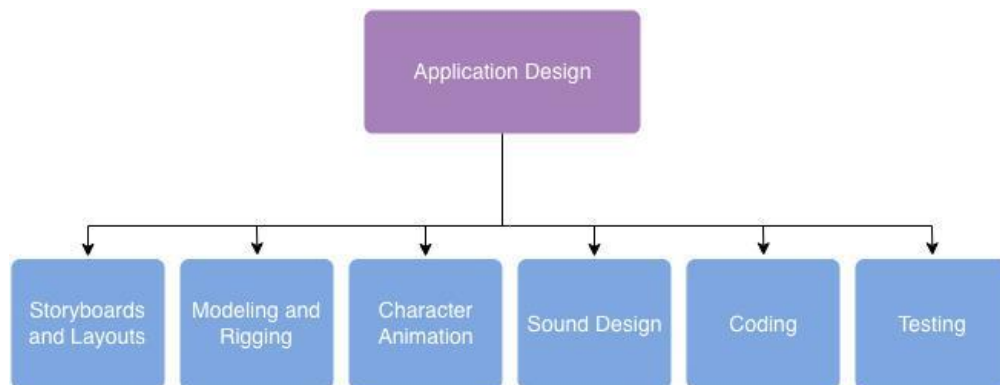 Application Design
Storyboards
and Layouts
Modeling and
Rigging
Character
Animation
Sound Design
Coding
Testing